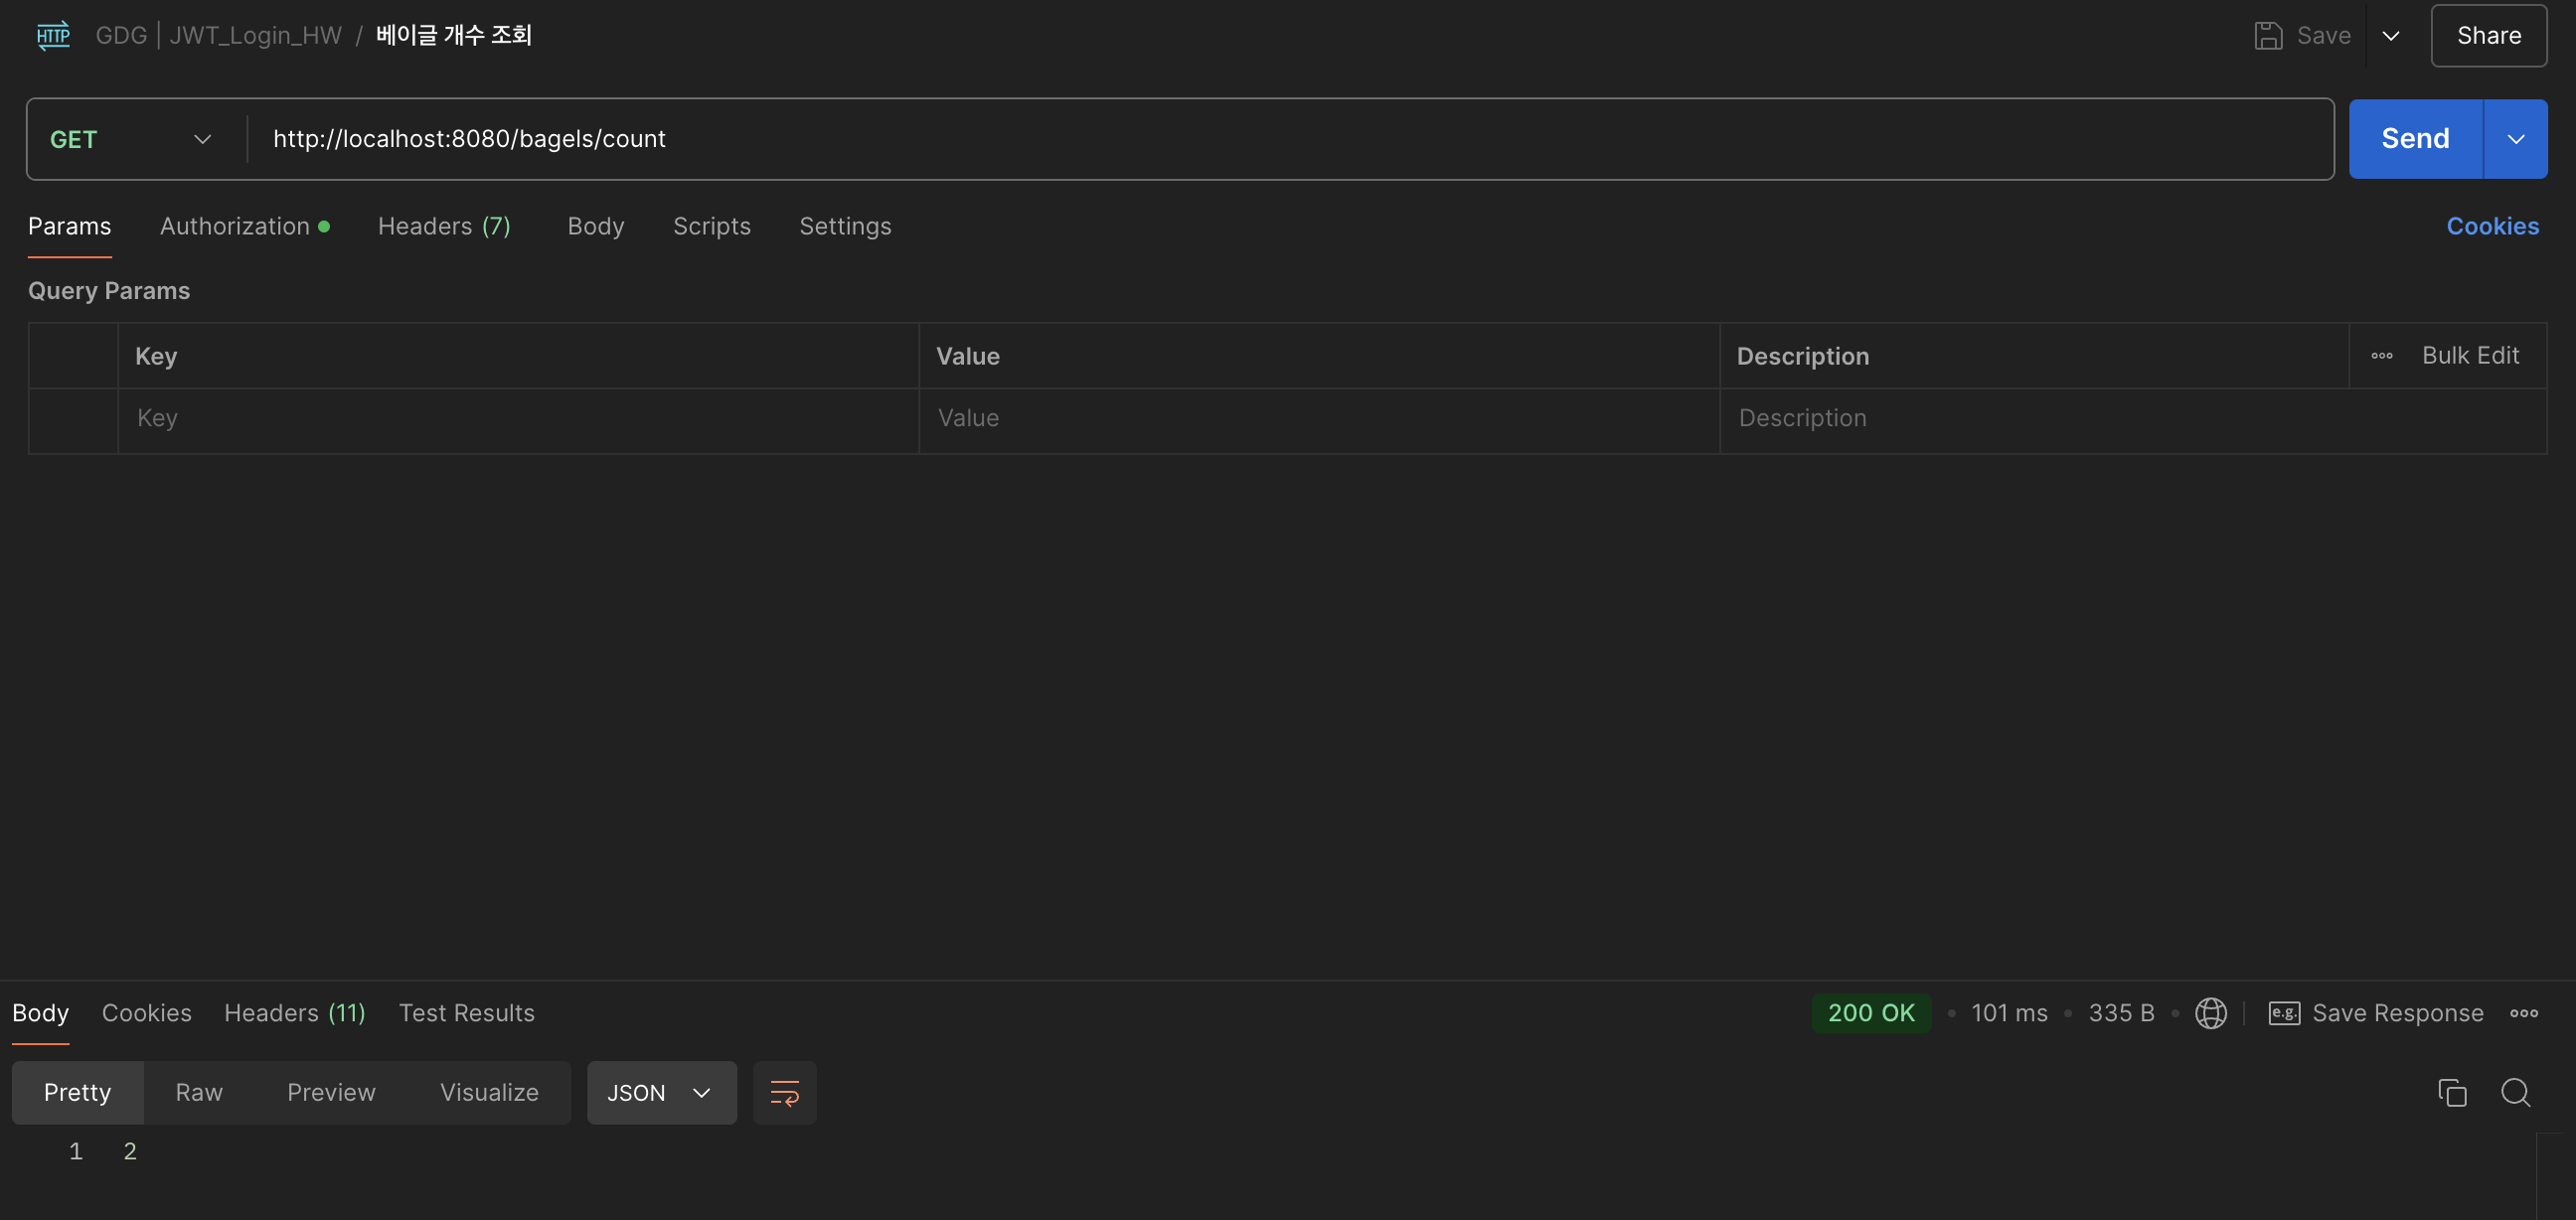 HTTP GDG | JWT_Login_HW / 베이글 개수 조회 Save Share
GET http://localhost:8080/bagels/count Send
Params Authorization Headers (7) Body Scripts Settings Cookies
Query Params
Key Value Description Bulk Edit
Key Value Description
Body Cookies Headers (11) Test Results 200 OK • 101 ms • 335 B • e.g. Save Response
Pretty Raw Preview Visualize JSON
1 2